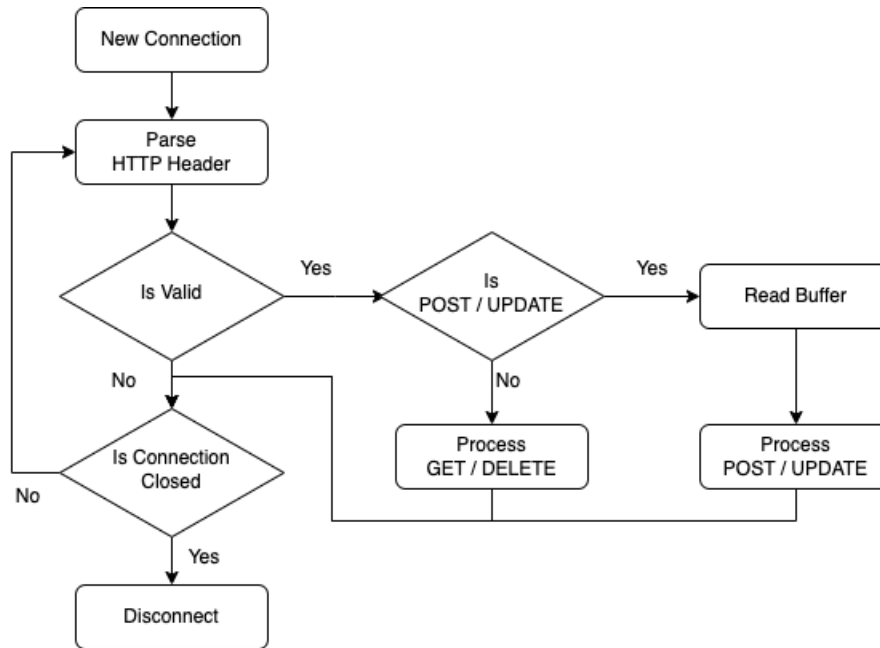 New Connection
Parse
HTTP Header
Is Valid
Yes
Is
POST / UPDATE
Yes
Read Buffer
No
No
Is Connection
Closed
Process
GET / DELETE
Process
POST / UPDATE
No
Yes
Disconnect